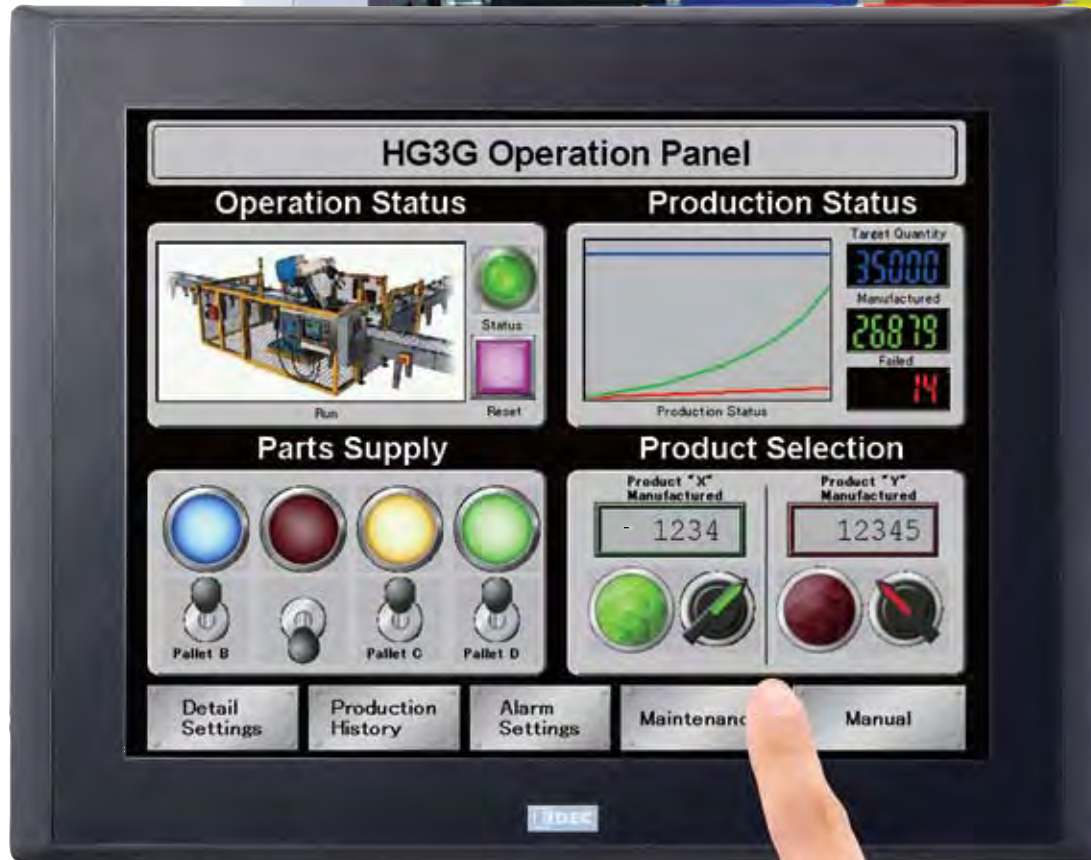 HG3G Operation Panel
Operation Status
Status
Reset
Run
Production Status
Target Quantity
35000
Manufactured
26879
Failed
14
Production Status
Parts Supply
Pallet B
Pallet C
Pallet D
Product Selection
Product "X"
Manufactured
- 1234
Product "Y"
Manufactured
12345
Detail
Settings
Production
History
Alarm
Settings
Maintenanc
Manual
IDEC